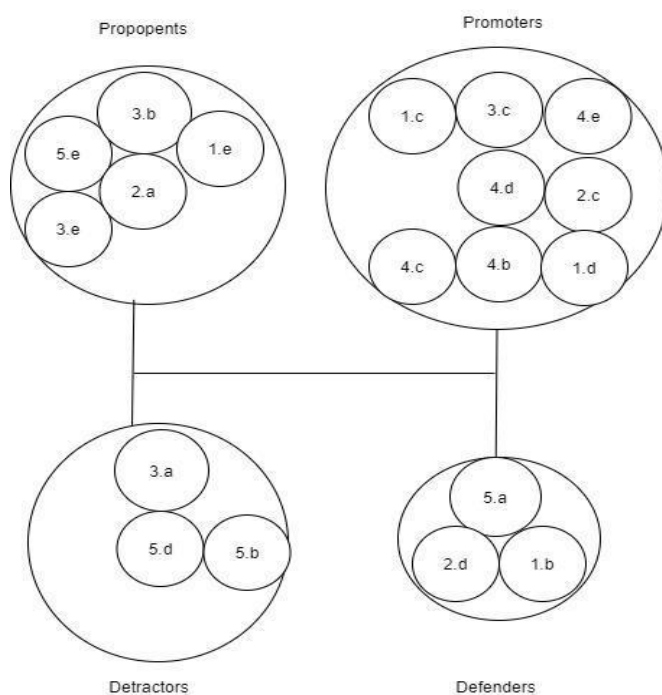 Propopents
Promoters
3.b
5.e
1.e
2.a
3.e
1.c
3.c
4.e
4.d
2.c
4.c
4.b
1.d
3.a
5.d
5.b
5.a
2.d
1.b
Detractors
Defenders